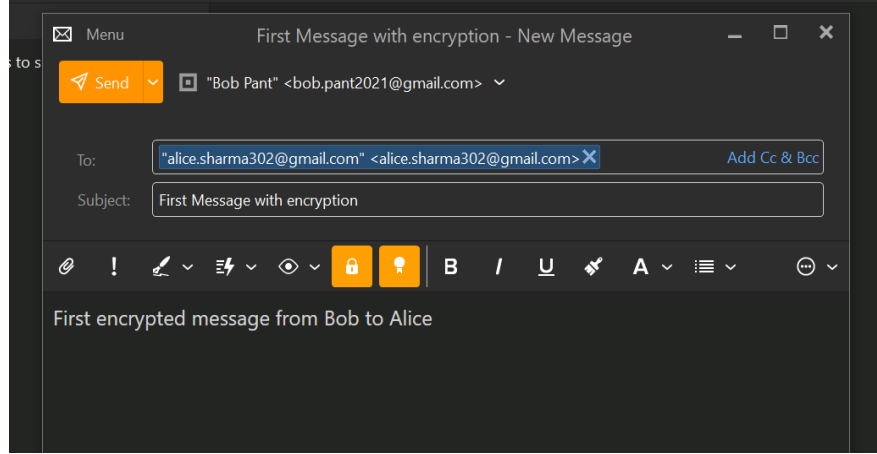 Menu First Message with encryption - New Message
s to s
Send "Bob Pant" <bob.pant2021@gmail.com>
To: "alice.sharma302@gmail.com" <alice.sharma302@gmail.com> Add Cc & Bcc
Subject: First Message with encryption
B I U A
First encrypted message from Bob to Alice